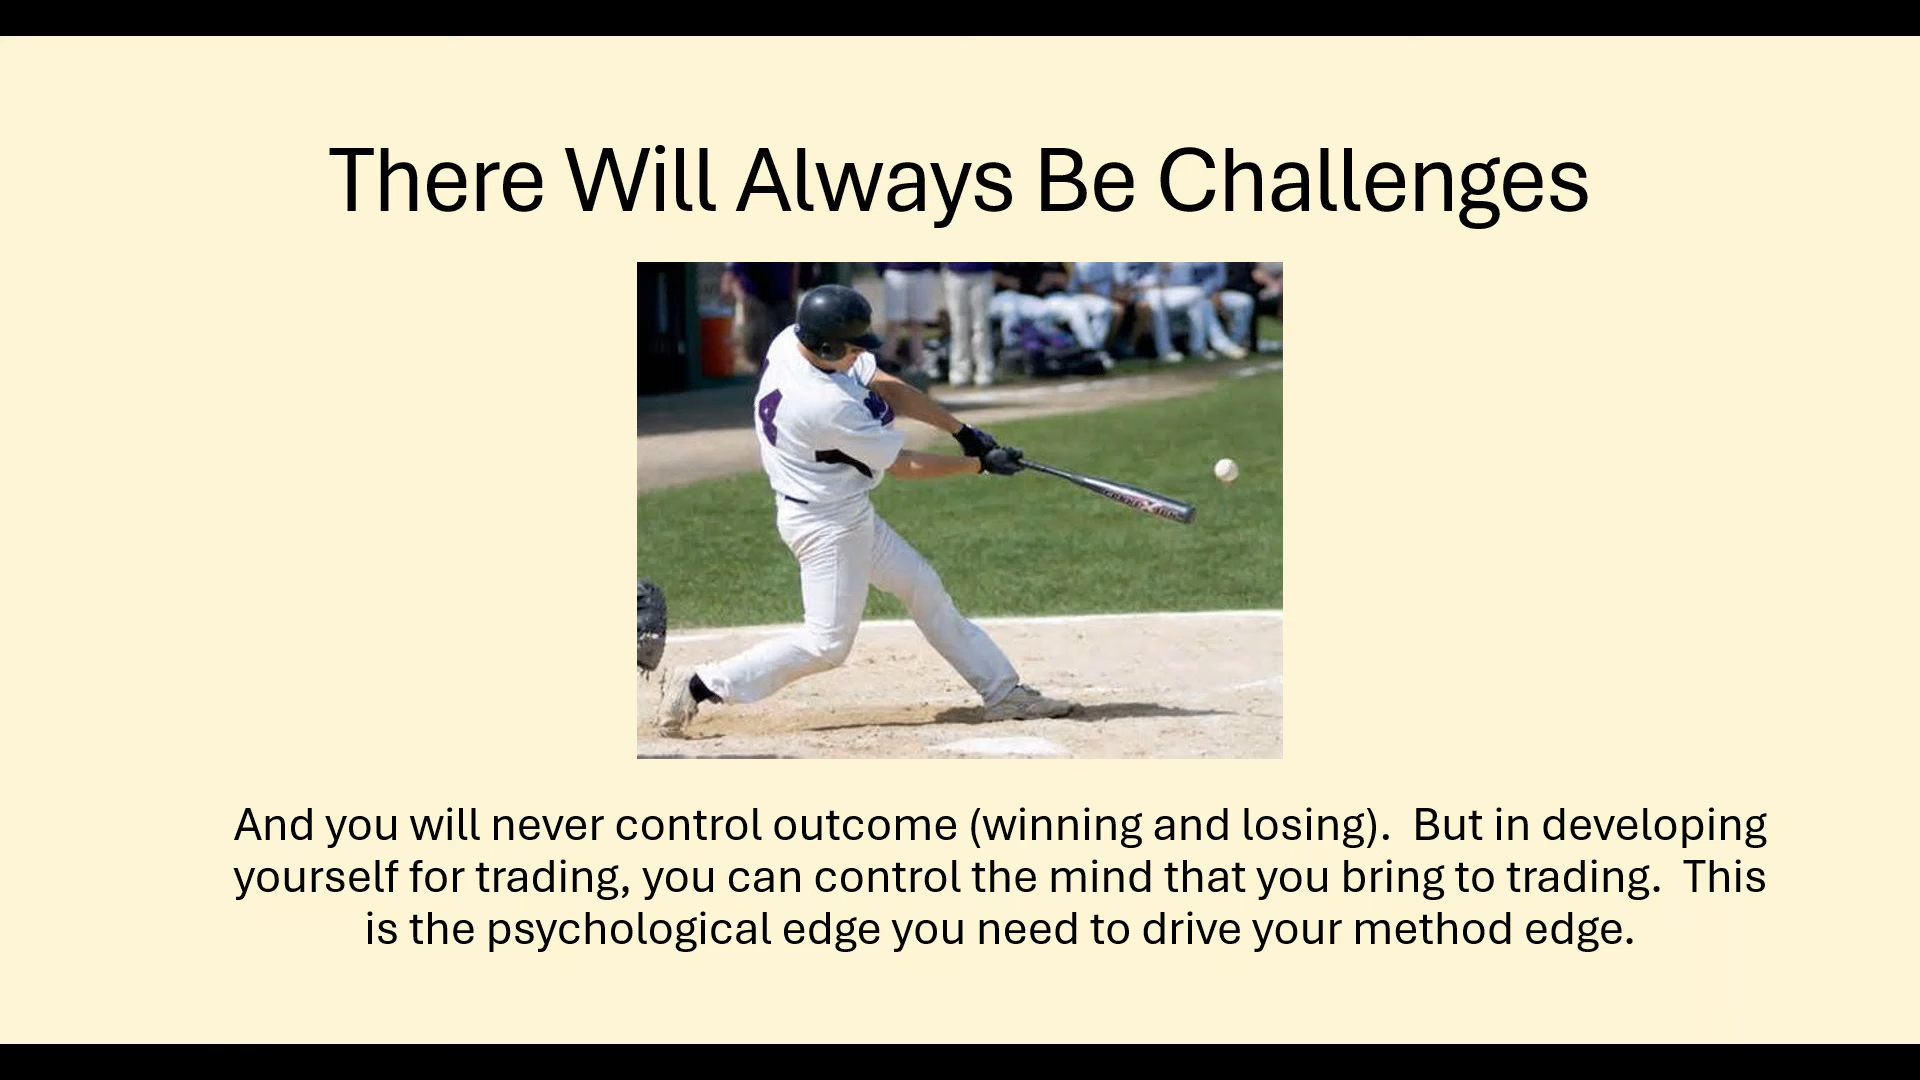 There Will Always Be Challenges
4
And you will never control outcome (winning and losing). But in developing
yourself for trading, you can control the mind that you bring to trading. This
is the psychological edge you need to drive your method edge.